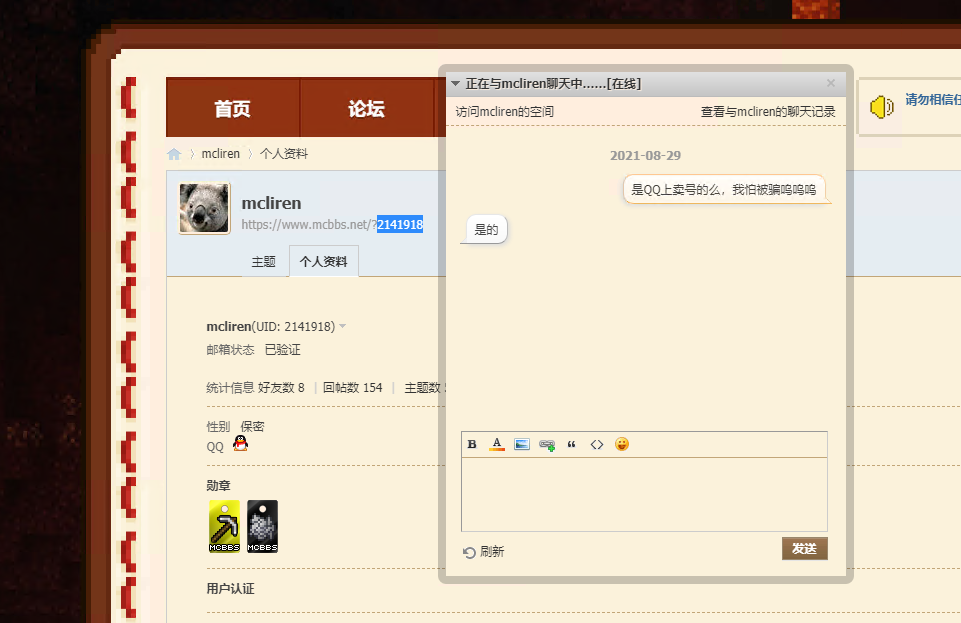 首页
论坛
请勿相信任
mcliren
个人资料
mcliren
https://www.mcbbs.net/?2141918
主题
个人资料
mcliren(UID: 2141918)
邮箱状态 已验证
统计信息 好友数 8 | 回帖数 154 | 主题数
性别 保密
QQ
勋章
MCBBS
MCBBS
用户认证
正在与mcliren聊天中......[在线]
访问mcliren的空间
查看与mcliren的聊天记录
2021-08-29
是QQ上卖号的么，我怕被骗呜呜呜
是的
B A “ <>
刷新
发送